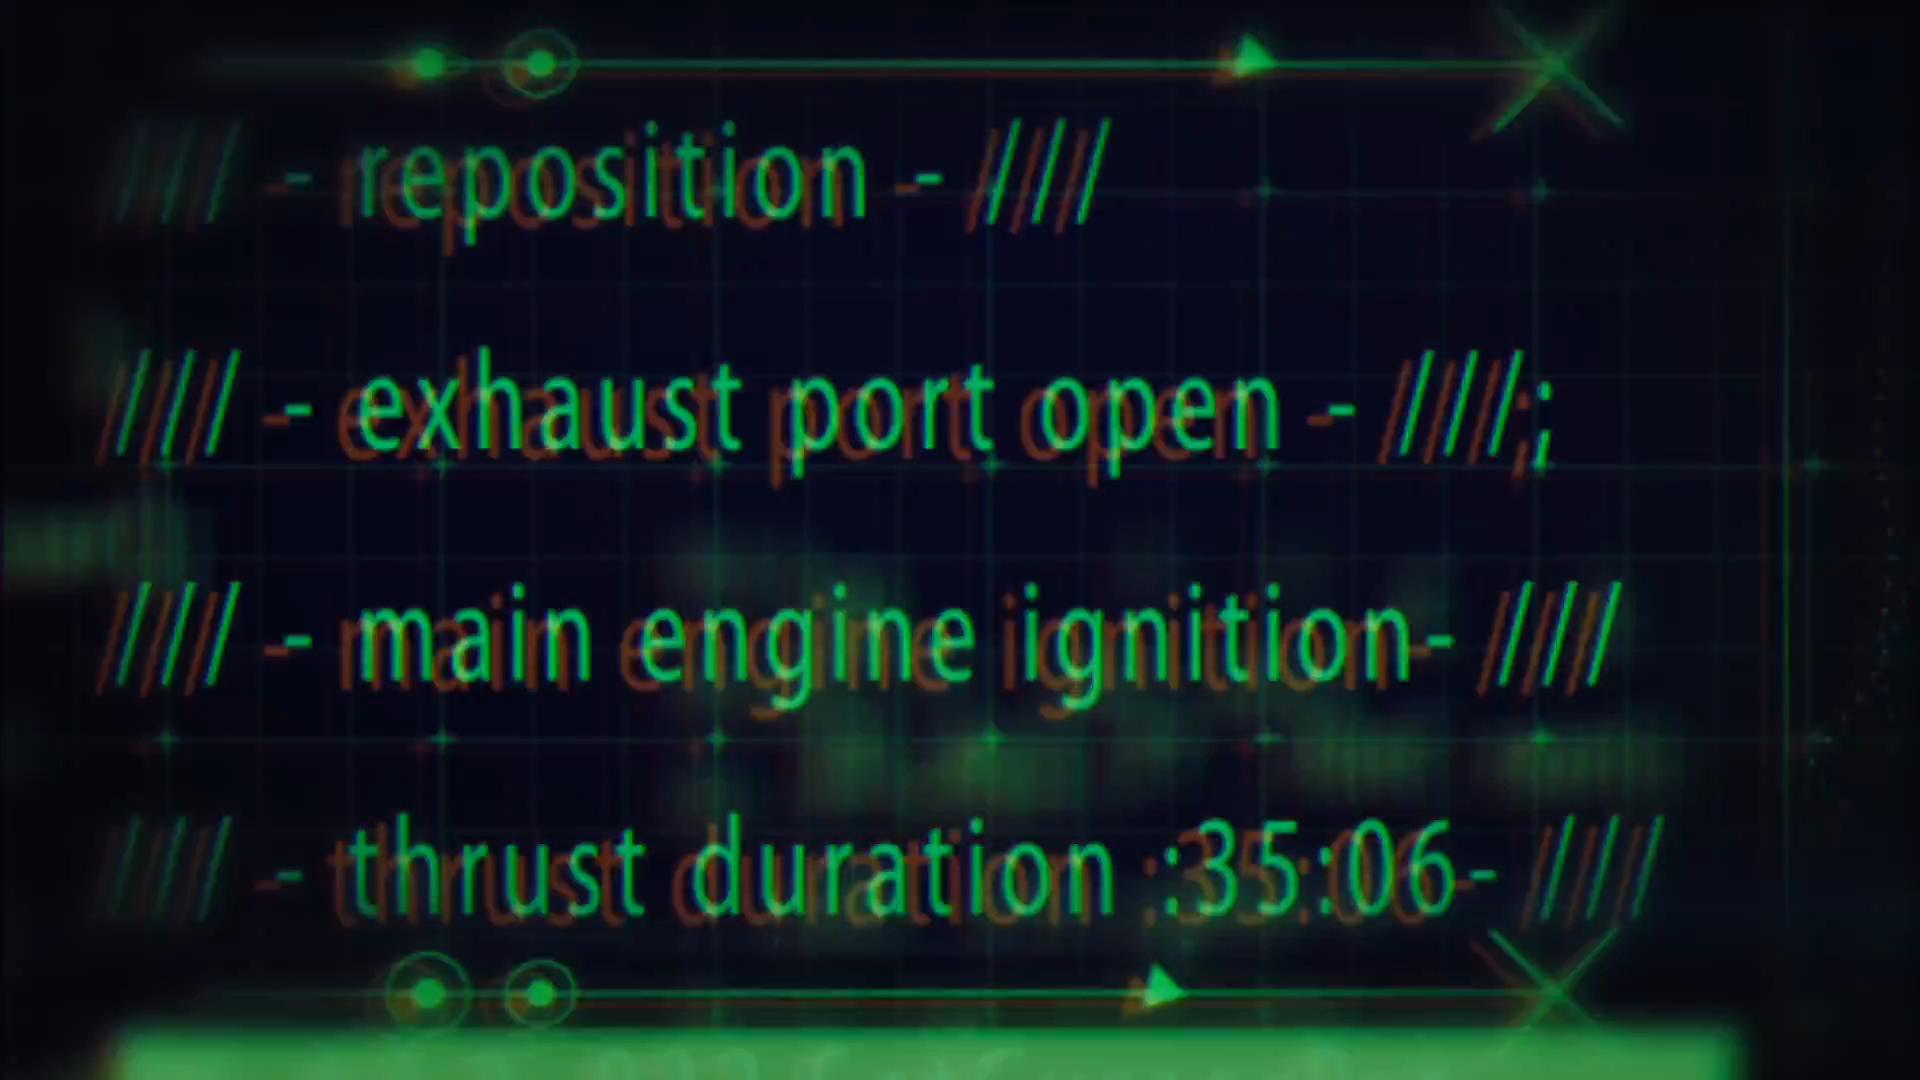 //// - reposition - ////
//// - exhaust port open - ////;
//// - main engine ignition- ////
//// - thrust duration :35:06- ////